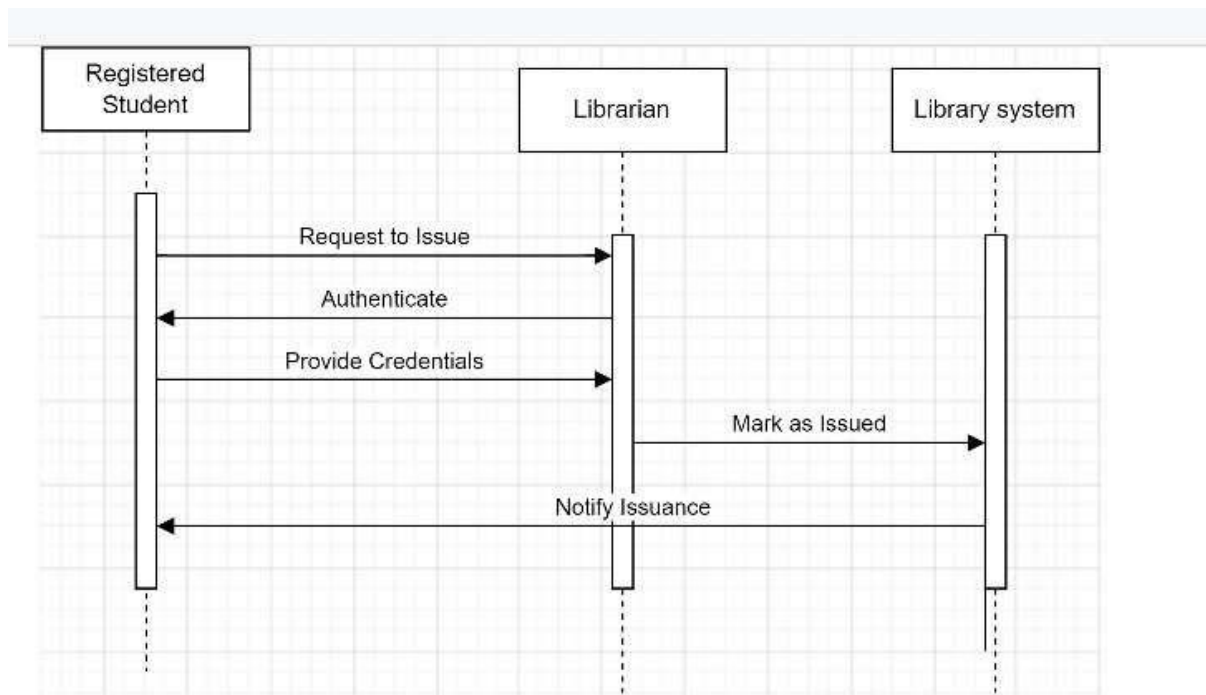 Registered
Student
Librarian
Library system
Request to Issue
Authenticate
Provide Credentials
Mark as Issued
Notify Issuance